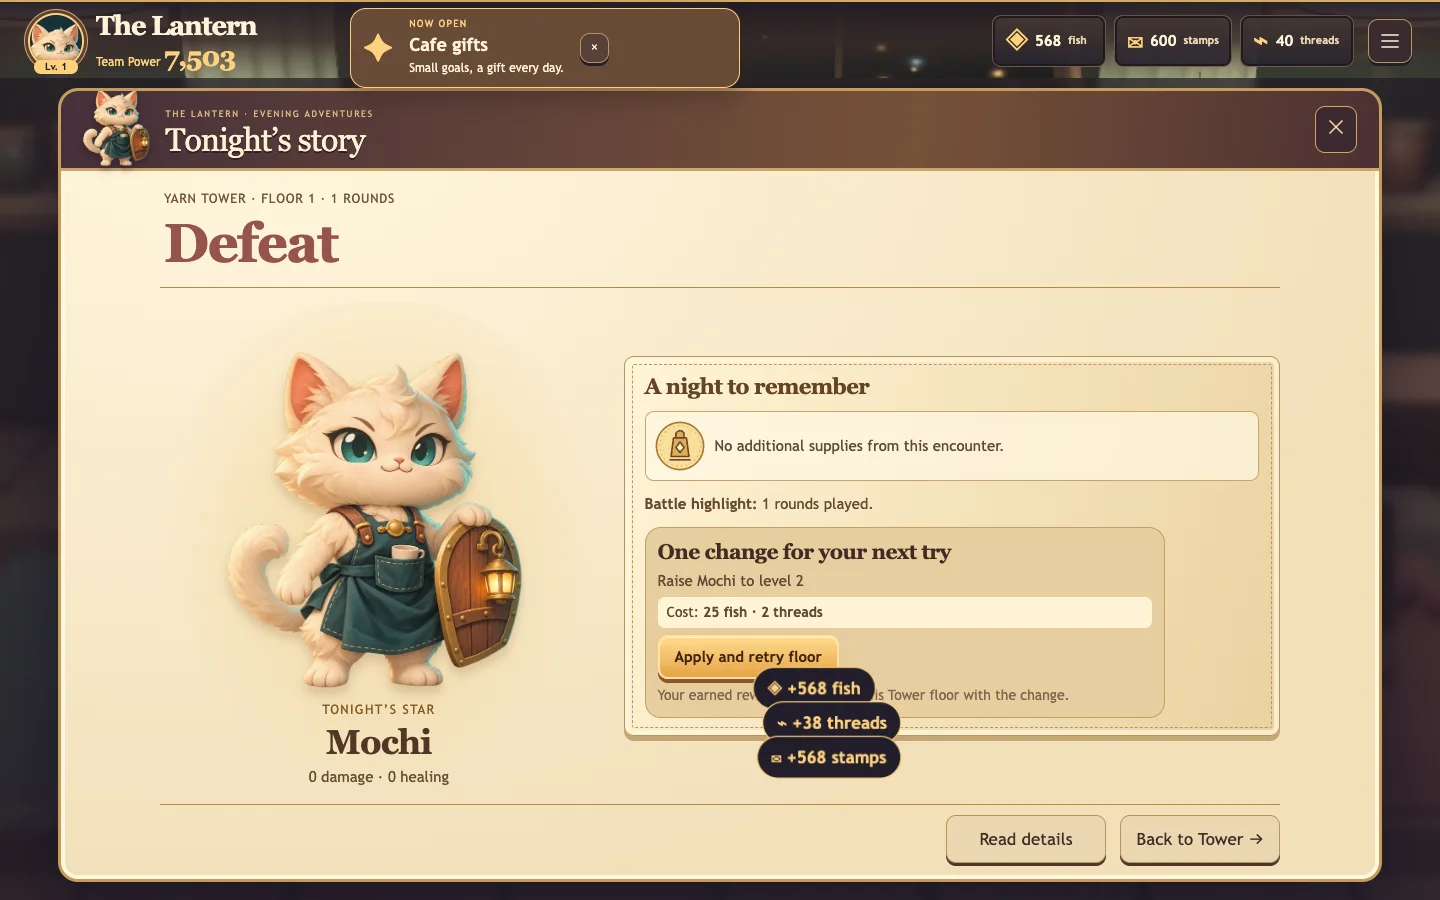 The Lantern
Lv. 1
Team Power 7,503
NOW OPEN
Cafe gifts
Small goals, a gift every day.
×
568 fish
600 stamps
40 threads
THE LANTERN · EVENING ADVENTURES
Tonight's story
YARN TOWER · FLOOR 1 · 1 ROUNDS
Defeat
TONIGHT'S STAR
Mochi
0 damage · 0 healing
A night to remember
No additional supplies from this encounter.
Battle highlight: 1 rounds played.
One change for your next try
Raise Mochi to level 2
Cost: 25 fish · 2 threads
Apply and retry floor
Your earned
Tower floor with the change.
+568 fish
+38 threads
+568 stamps
Read details
Back to Tower →